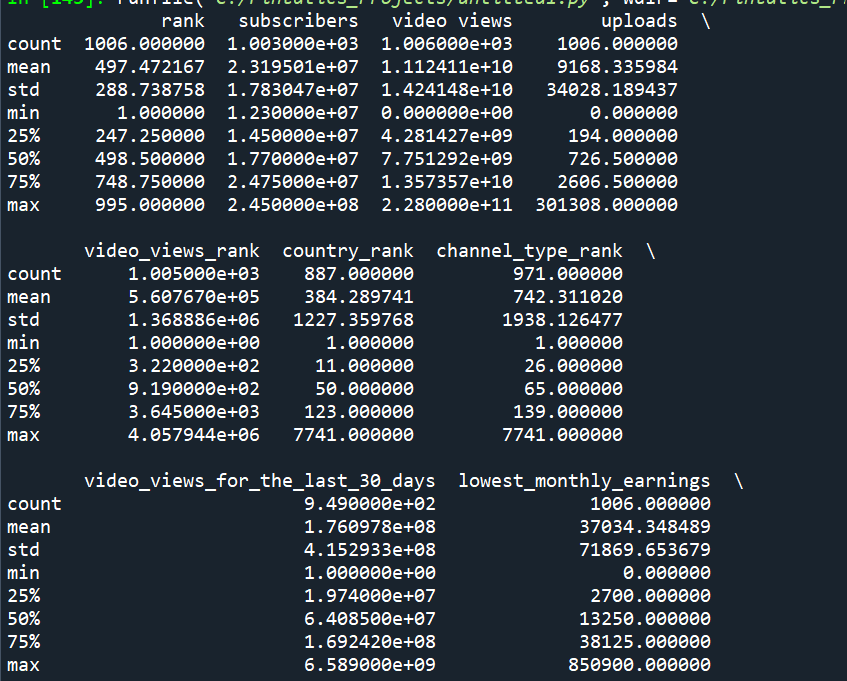 In [145]: runfile('C:/Pintattes_Projects/untitled1.py', wdir='C:/
rank subscribers video views uploads \
count 1006.000000 1.003000e+03 1.006000e+03 1006.000000
mean 497.472167 2.319501e+07 1.112411e+10 9168.335984
std 288.738758 1.783047e+07 1.424148e+10 34028.189437
min 1.000000 1.230000e+07 0.000000e+00 0.000000
25% 247.250000 1.450000e+07 4.281427e+09 194.000000
50% 498.500000 1.770000e+07 7.751292e+09 726.500000
75% 748.750000 2.475000e+07 1.357357e+10 2606.500000
max 995.000000 2.450000e+08 2.280000e+11 301308.000000
video_views_rank country_rank channel_type_rank \
count 1.005000e+03 887.000000 971.000000
mean 5.607670e+05 384.289741 742.311020
std 1.368886e+06 1227.359768 1938.126477
min 1.000000e+00 1.000000 1.000000
25% 3.220000e+02 11.000000 26.000000
50% 9.190000e+02 50.000000 65.000000
75% 3.645000e+03 123.000000 139.000000
max 4.057944e+06 7741.000000 7741.000000
video_views_for_the_last_30_days lowest_monthly_earnings \
count 9.490000e+02 1006.000000
mean 1.760978e+08 37034.348489
std 4.152933e+08 71869.653679
min 1.000000e+00 0.000000
25% 1.974000e+07 2700.000000
50% 6.408500e+07 13250.000000
75% 1.692420e+08 38125.000000
max 6.589000e+09 850900.000000